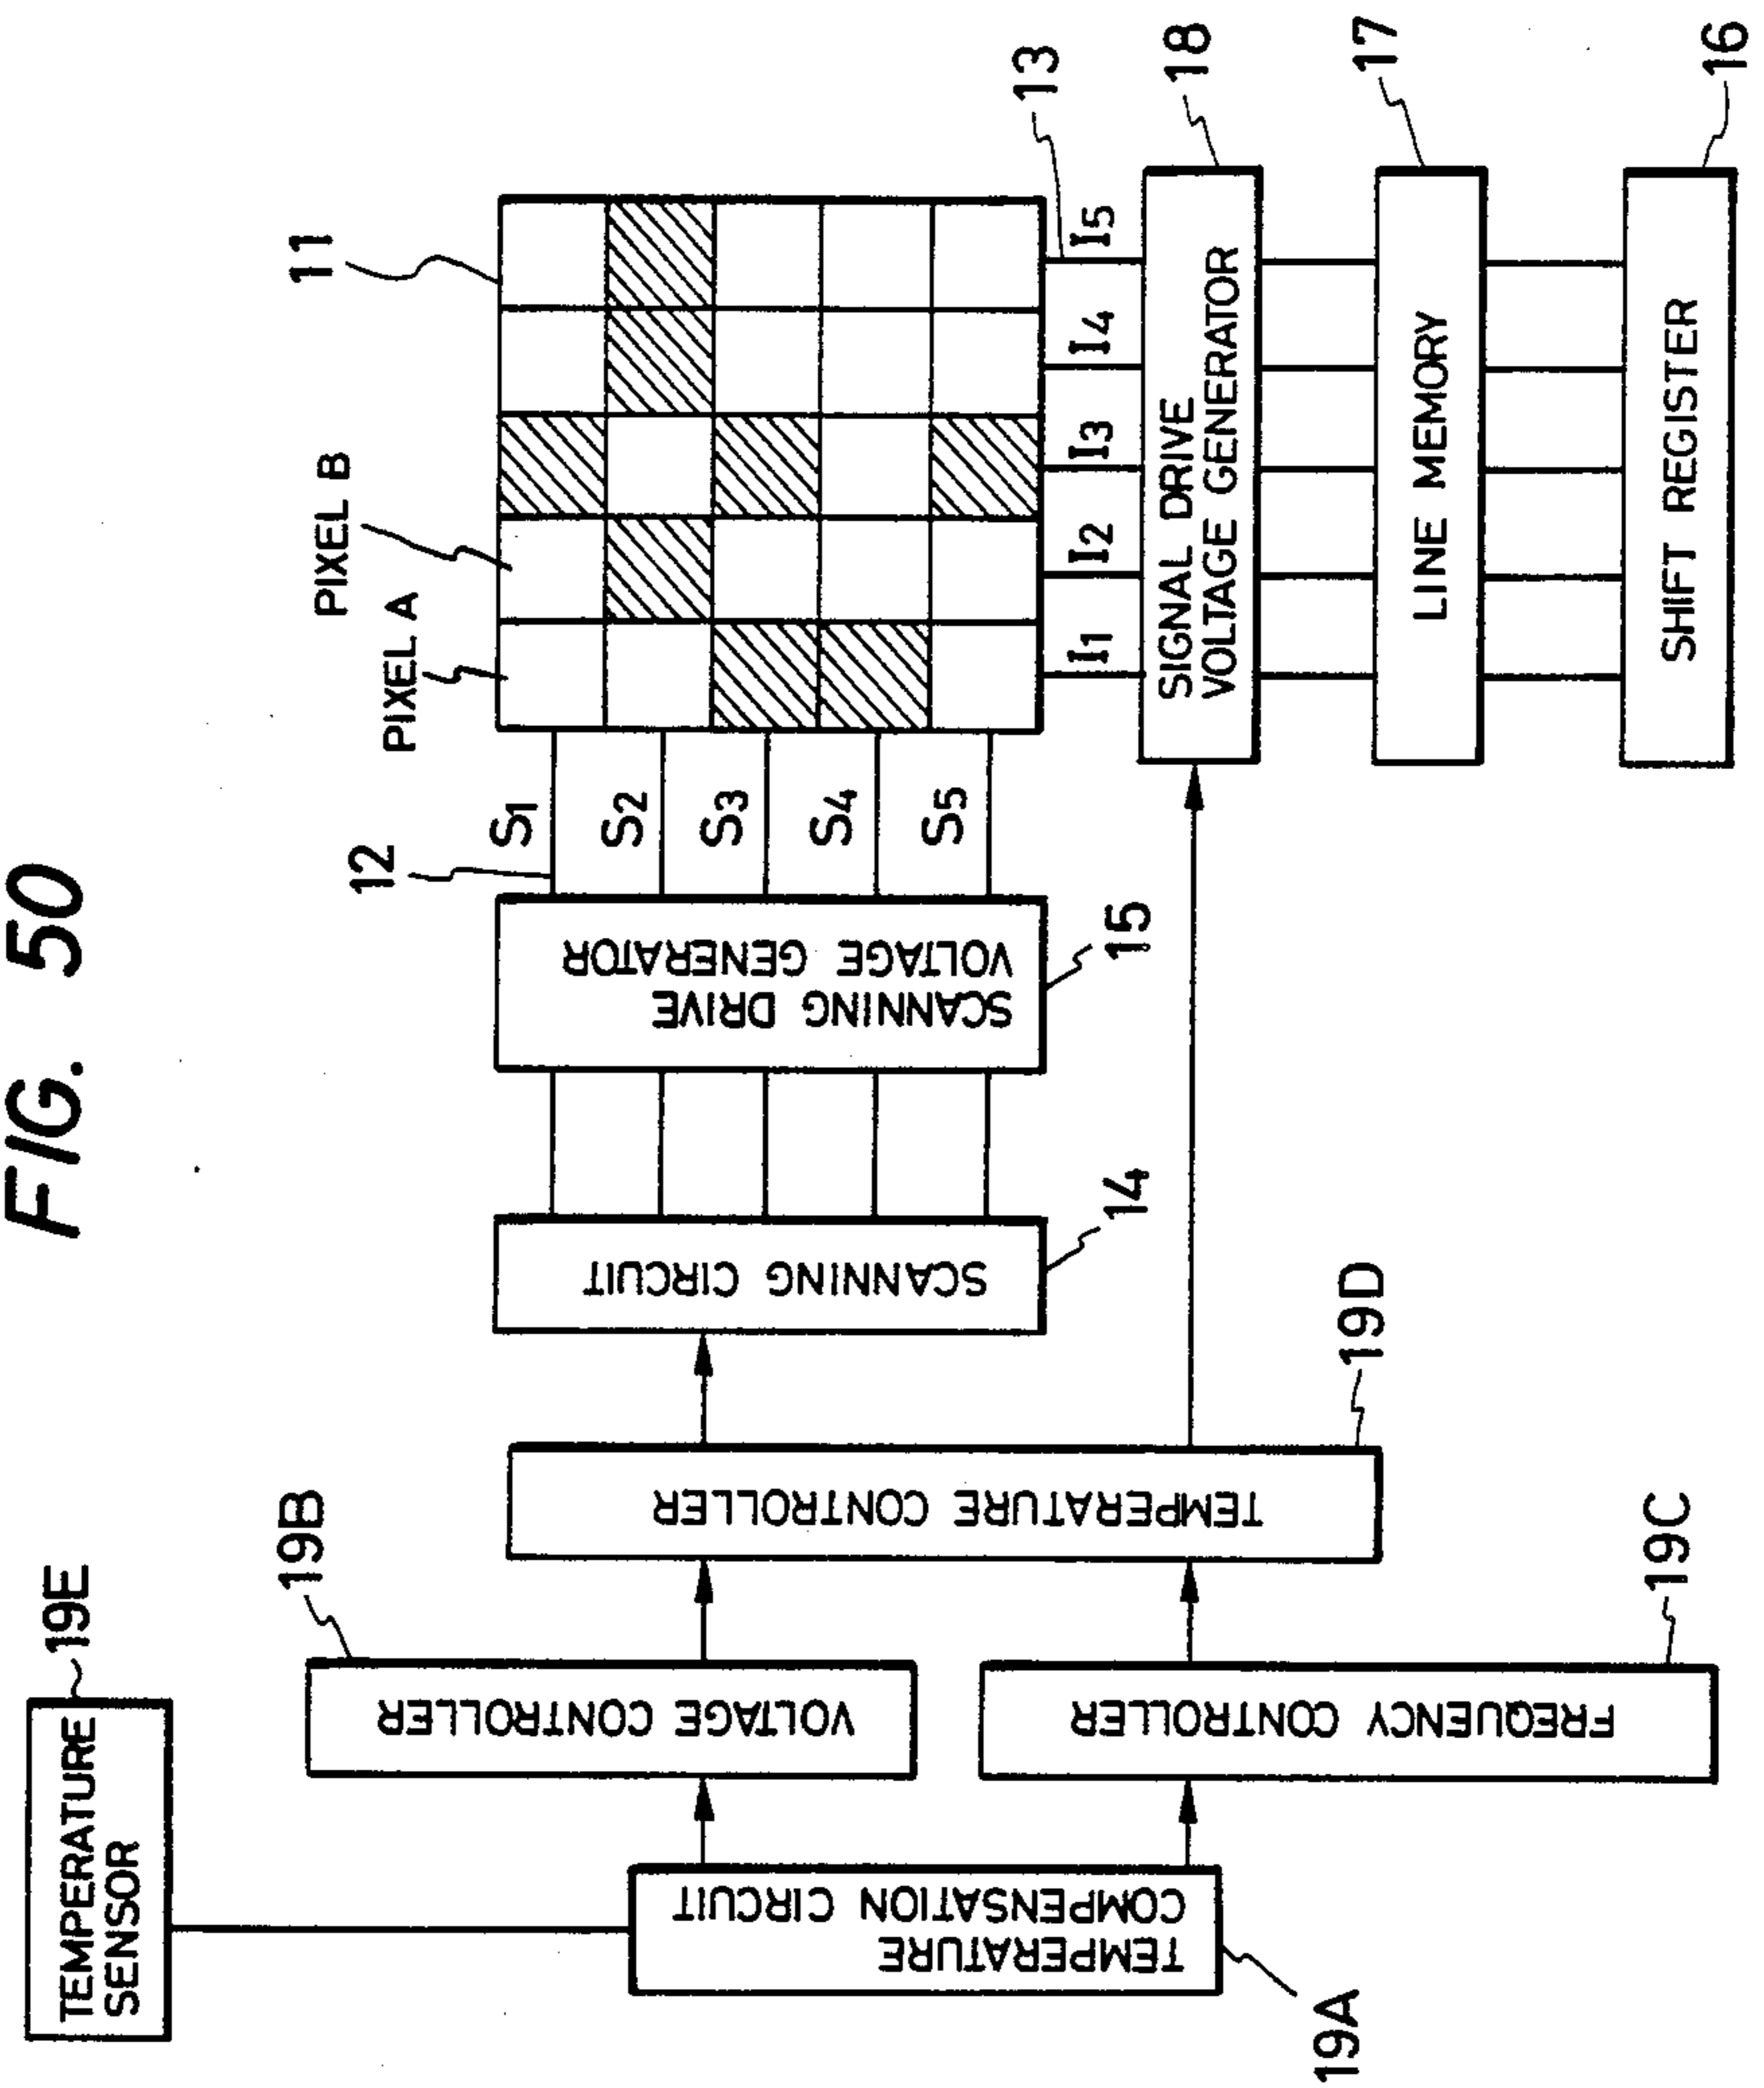 FIG. 50
TEMPERATURE
SENSOR
19E
19B
VOLTAGE CONTROLLER
TEMPERATURE
COMPENSATION CIRCUIT
19A
FREQUENCY CONTROLLER
19C
TEMPERATURE CONTROLLER
19D
SCANNING CIRCUIT
14
SCANNING DRIVE
VOLTAGE GENERATOR
15
12
S1
S2
S3
S4
S5
PIXEL A
PIXEL B
11
I1
I2
I3
I4
I5
13
SIGNAL DRIVE
VOLTAGE GENERATOR
18
LINE MEMORY
17
SHIFT REGISTER
16